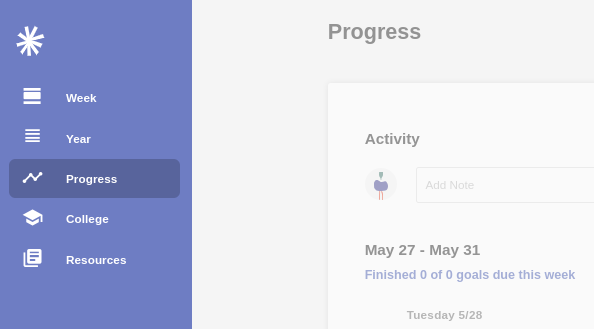 Progress
Week
Year
Progress
College
Resources
Activity
Add Note
May 27 - May 31
Finished 0 of 0 goals due this week
Tuesday 5/28